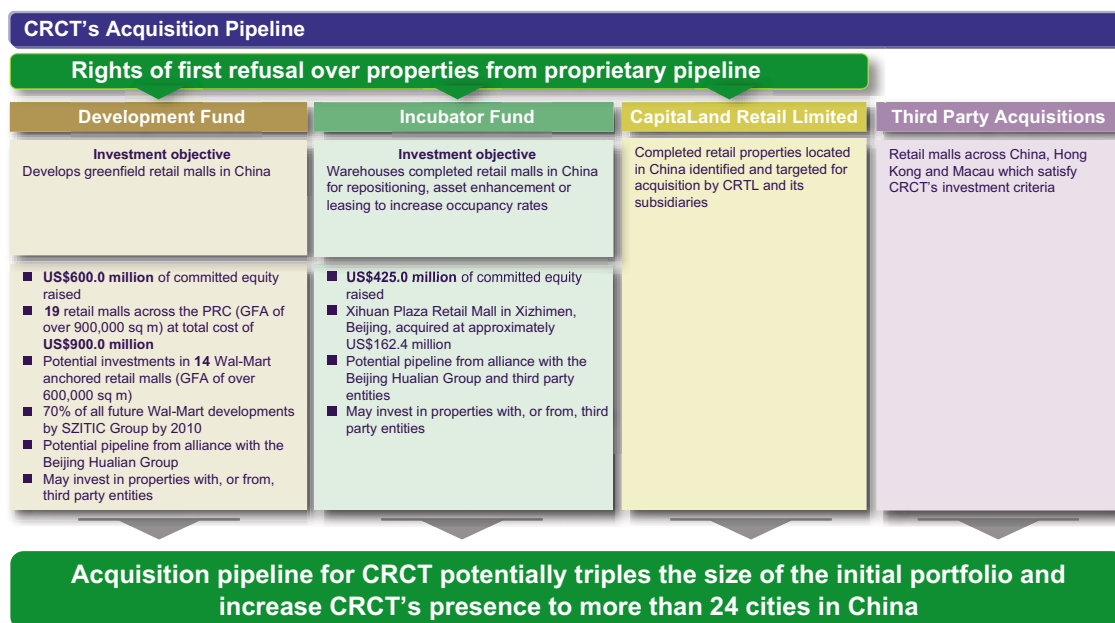 CRCT's Acquisition Pipeline
Rights of first refusal over properties from proprietary pipeline
Development Fund
Investment objective
Develops greenfield retail malls in China
US$600.0 million of committed equity
raised
19 retail malls across the PRC (GFA of
over 900,000 sq m) at total cost of
US$900.0 million
Potential investments in 14 Wal-Mart
anchored retail malls (GFA of over
600,000 sq m)
70% of all future Wal-Mart developments
by SZITIC Group by 2010
Potential pipeline from alliance with the
Beijing Hualian Group
May invest in properties with, or from,
third party entities
Incubator Fund
Investment objective
Warehouses completed retail malls in China
for repositioning, asset enhancement or
leasing to increase occupancy rates
US$425.0 million of committed equity
raised
Xihuan Plaza Retail Mall in Xizhimen,
Beijing, acquired at approximately
US$162.4 million
Potential pipeline from alliance with the
Beijing Hualian Group and third party
entities
May invest in properties with, or from, third
party entities
CapitaLand Retail Limited
Completed retail properties located
in China identified and targeted for
acquisition by CRTL and its
subsidiaries
Third Party Acquisitions
Retail malls across China, Hong
Kong and Macau which satisfy
CRCT's investment criteria
Acquisition pipeline for CRCT potentially triples the size of the initial portfolio and
increase CRCT's presence to more than 24 cities in China